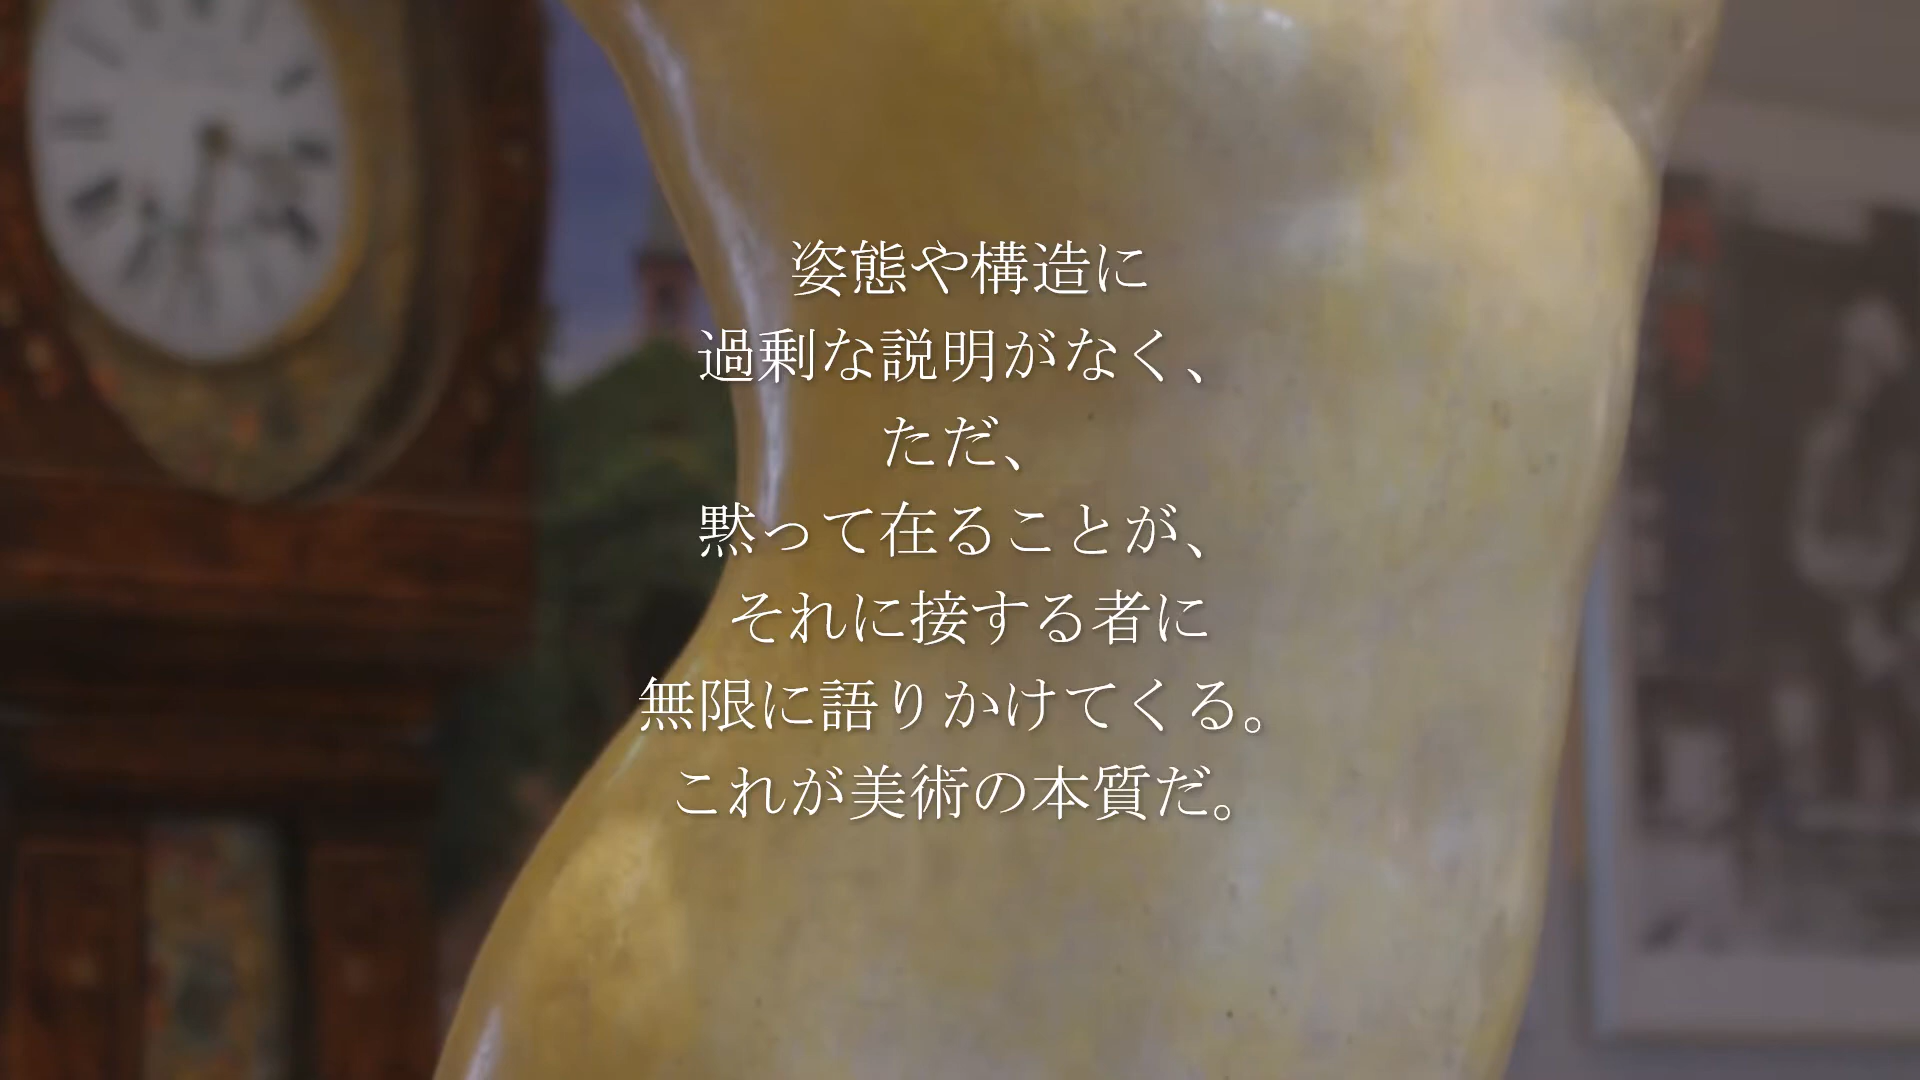 姿態や構造に
過剰な説明がなく、
ただ、
黙って在ることが、
それに接する者に
無限に語りかけてくる。
これが美術の本質だ。